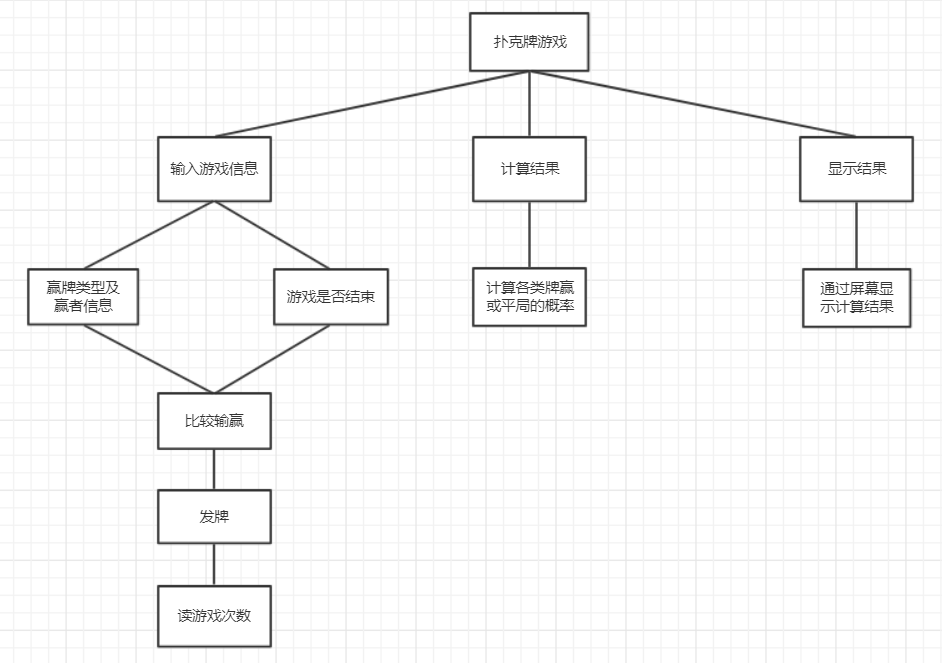 扑克牌游戏
输入游戏信息
计算结果
显示结果
赢牌类型及
赢者信息
游戏是否结束
计算各类牌赢
或平局的概率
通过屏幕显
示计算结果
比较输赢
发牌
读游戏次数